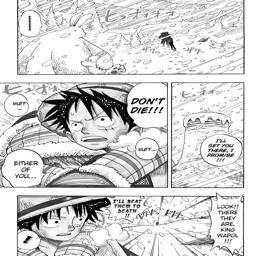 DON'T
DIE!!!
HUFF..
HUFF..
EITHER
OF
YOU...
I'LL
GET YOU
THERE, I
PROMISE
!!!
I'LL BEAT
THEM TO
DEATH
LOOK!!
THERE
THEY
ARE,
KING
WAPOL
!!!